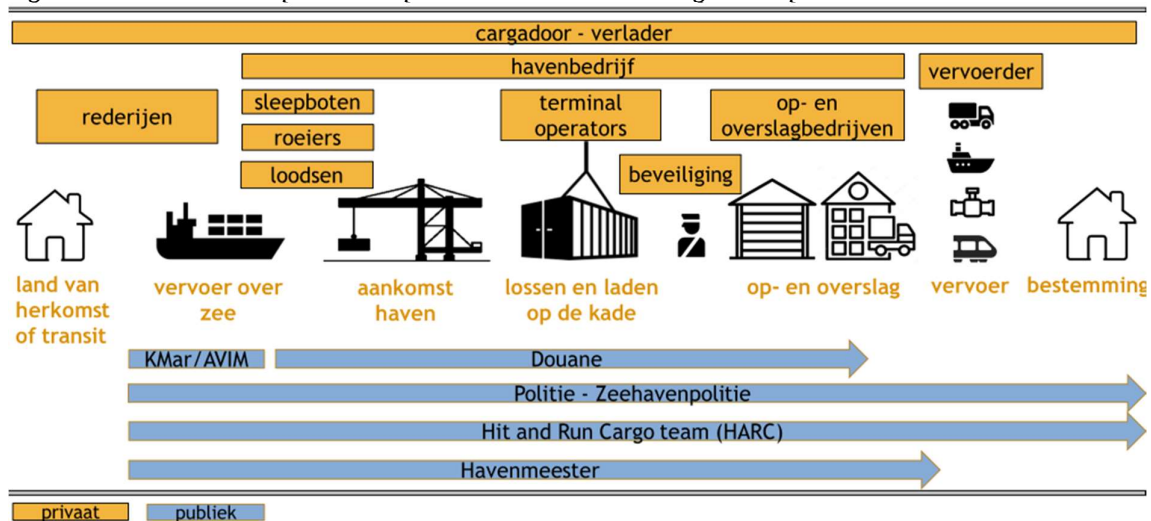 cargadoor - verlader
havenbedrijf
vervoerder
rederijen
sleepboten
roeiers
loodsen
terminal
operators
op- en
overslagbedrijven
beveiliging
land van
herkomst
of transit
vervoer over
zee
aankomst
haven
lossen en laden
op de kade
op- en overslag
vervoer
bestemming
KMar/AVIM
Douane
Politie - Zeehavenpolitie
Hit and Run Cargo team (HARC)
Havenmeester
privaat
publiek